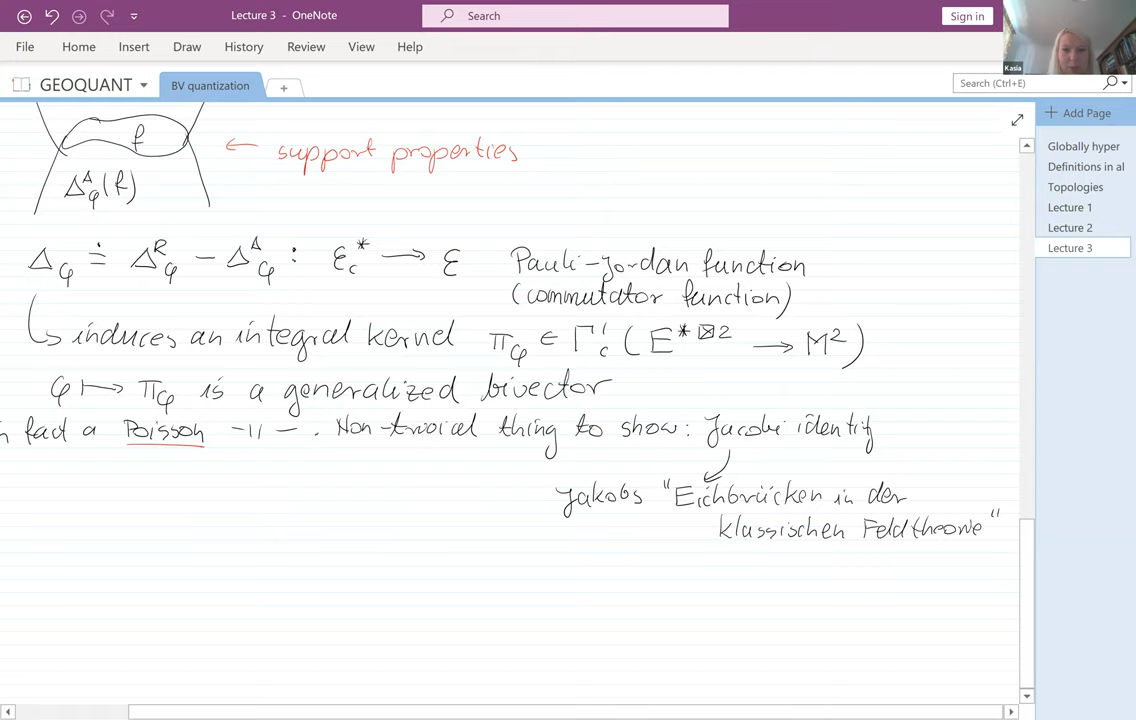 Lecture 3 - OneNote
Search
Sign in
File Home Insert Draw History Review View Help
Kasia
GEOQUANT
BV quantization
Search (Ctrl+E)
Add Page
Globally hyper
Definitions in al
Topologies
Lecture 1
Lecture 2
Lecture 3
f
← support properties
Δ^A_φ(f)
Δ_φ ≐ Δ^R_φ − Δ^A_φ : ℰ_c^* → ℰ Pauli-Jordan function
(commutator function)
↳ induces an integral kernel π_φ ∈ Γ'_c (E^{*⊠2} → M²)
φ ↦ π_φ is a generalized bivector
n fact a Poisson -||- . Non-trivial thing to show: Jacobi identity
Jakobs "Eichbrücken in der
klassischen Feldtheorie"